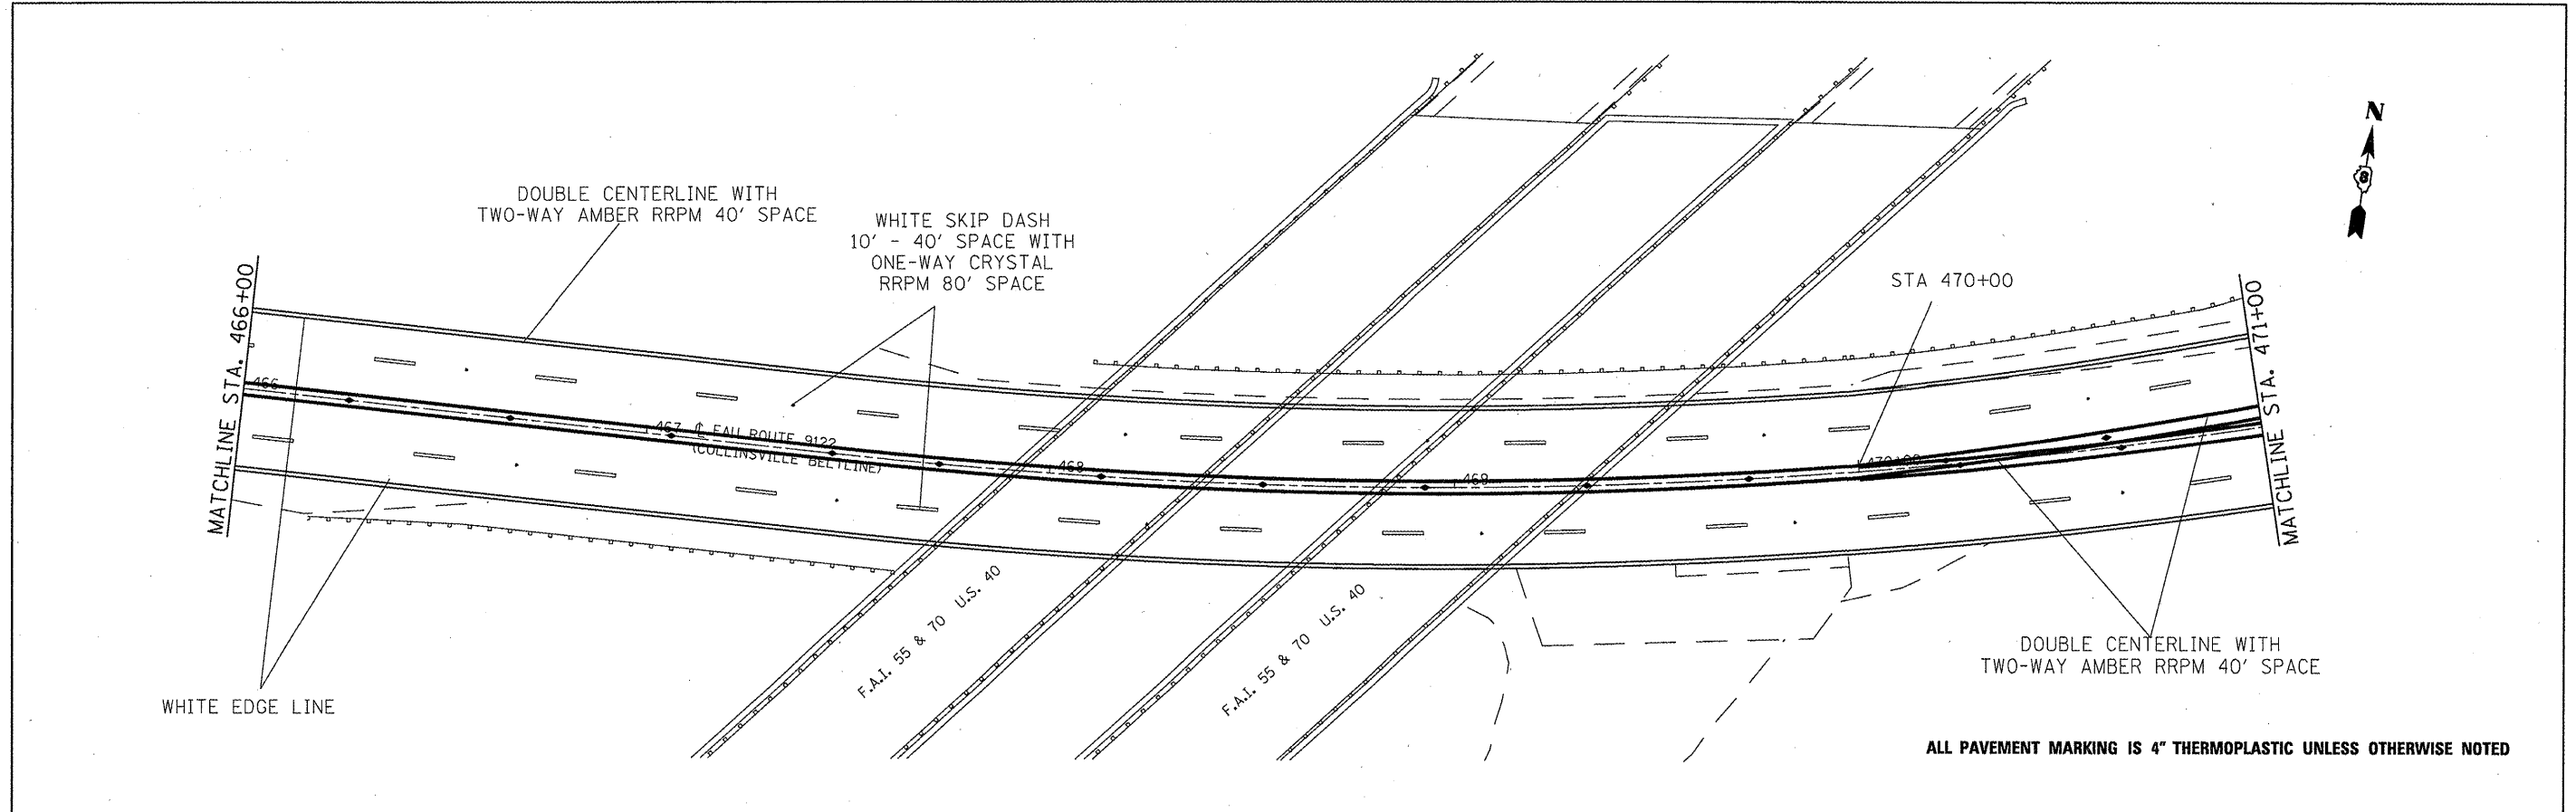 N
DOUBLE CENTERLINE WITH
TWO-WAY AMBER RRPM 40' SPACE
WHITE SKIP DASH
10' - 40' SPACE WITH
ONE-WAY CRYSTAL
RRPM 80' SPACE
STA 470+00
MATCHLINE STA. 466+00
MATCHLINE STA. 471+00
466
467
℄ FAU ROUTE 9122
(COLLINSVILLE BELTLINE)
468
469
470+00
F.A.I. 55 & 70 U.S. 40
F.A.I. 55 & 70 U.S. 40
DOUBLE CENTERLINE WITH
TWO-WAY AMBER RRPM 40' SPACE
WHITE EDGE LINE
ALL PAVEMENT MARKING IS 4" THERMOPLASTIC UNLESS OTHERWISE NOTED